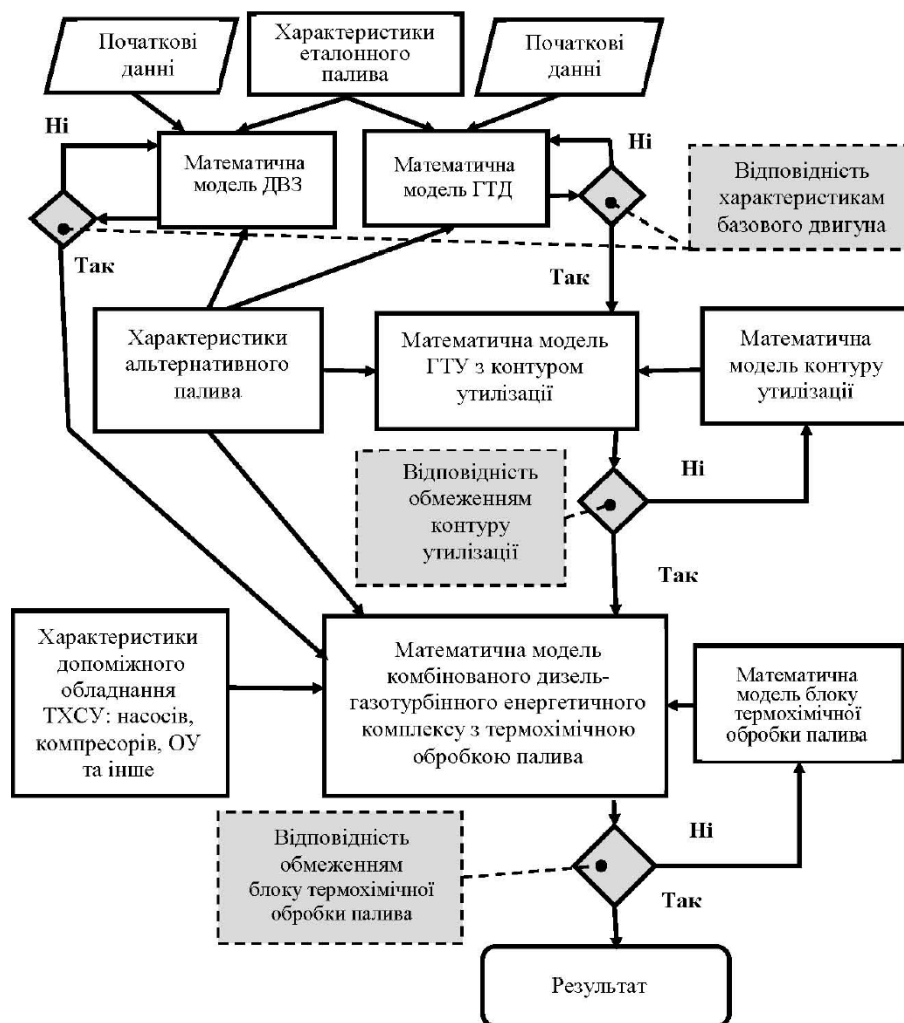 Початкові
данні
Характеристики
еталонного
палива
Початкові
данні
Ні
Математична
модель ДВЗ
Математична
модель ГТД
Ні
Відповідність
характеристикам
базового двигуна
Так
Так
Характеристики
альтернативного
палива
Математична модель
ГТУ з контуром
утилізації
Математична
модель контуру
утилізації
Відповідність
обмеженням
контуру
утилізації
Ні
Так
Характеристики
допоміжного
обладнання
ТХСУ: насосів,
компресорів, ОУ
та інше
Математична модель
комбінованого дизель-
газотурбінного енергетичного
комплексу з термохімічною
обробкою палива
Математична
модель блоку
термохімічної
обробки палива
Відповідність
обмеженням
блоку термохімічної
обробки палива
Ні
Так
Результат